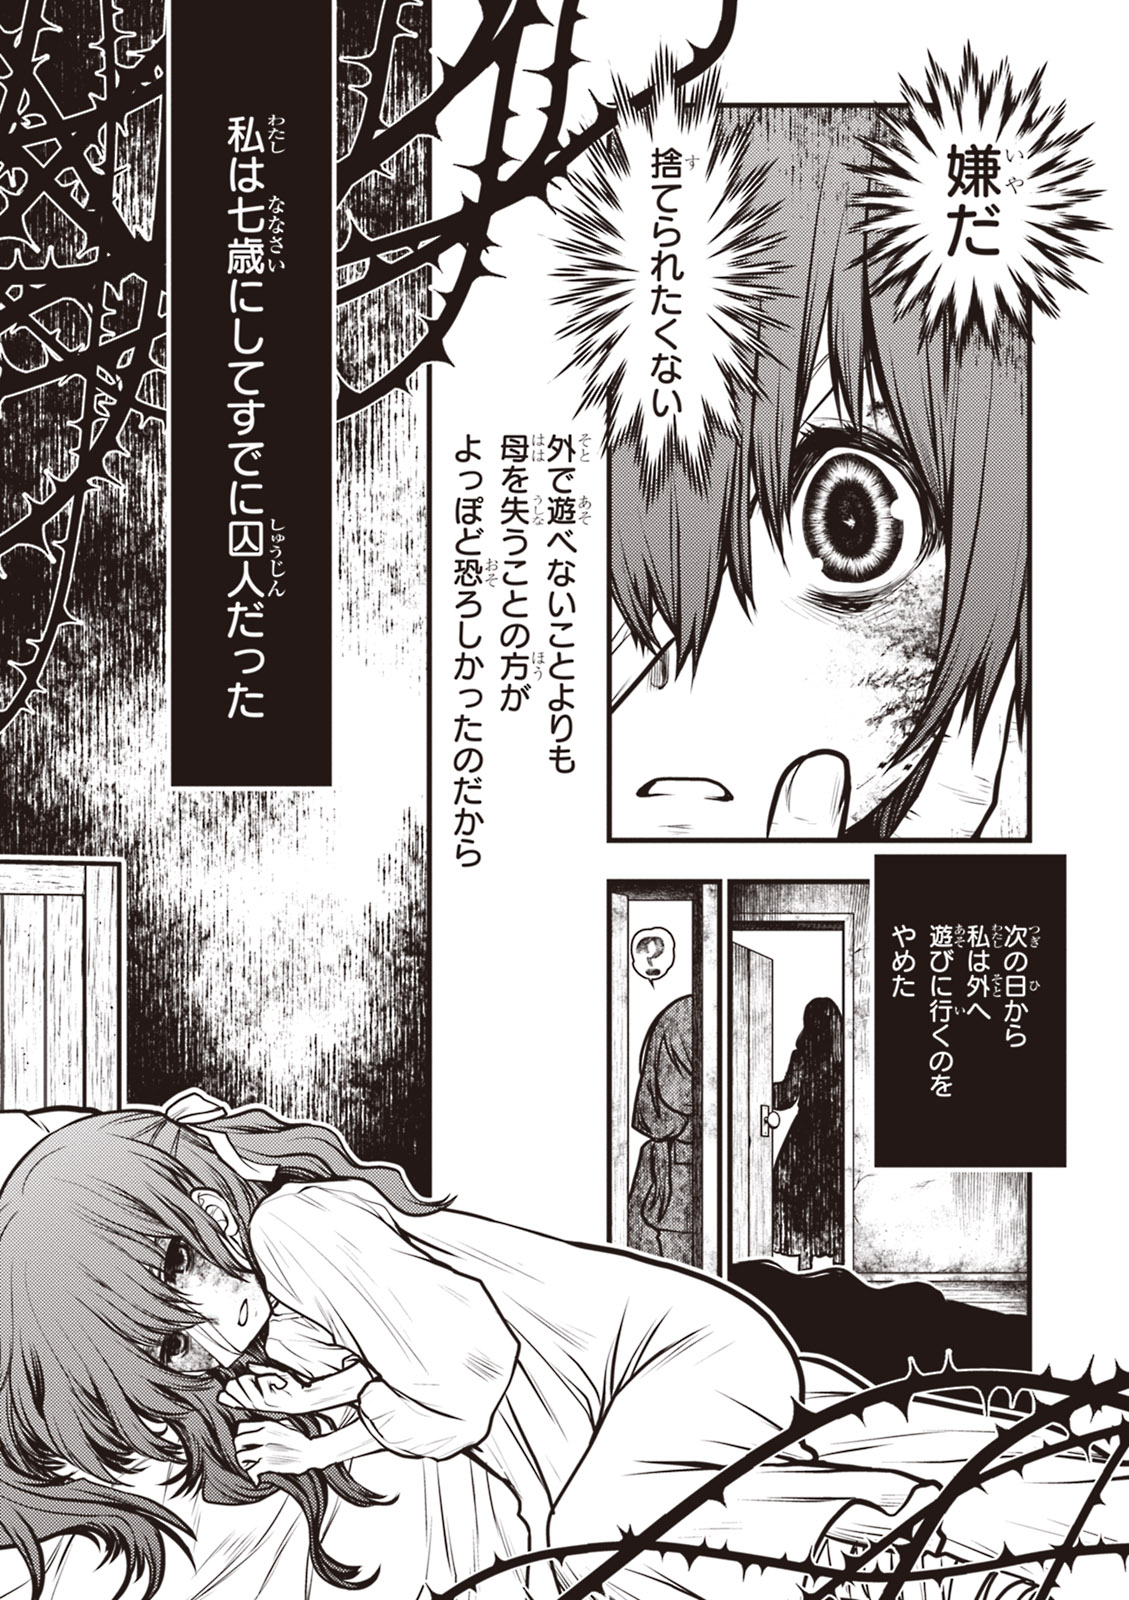 嫌だ
捨てられたくない
次の日から
私は外へ
遊びに行くのを
やめた
?
外で遊べないことよりも
母を失うことの方が
よっぽど恐ろしかったのだから
私は七歳にしてすでに囚人だった